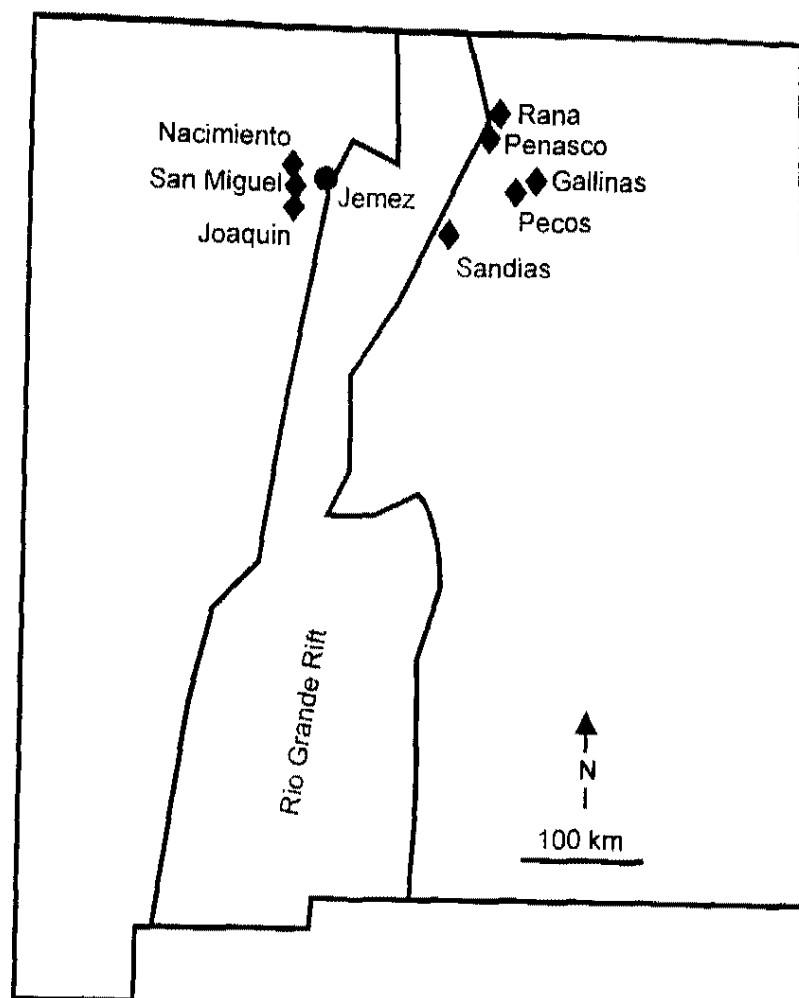 Rana
Nacimiento
Penasco
San Miguel
Gallinas
Jemez
Pecos
Joaquin
Sandias
Rio Grande Rift
N
100 km